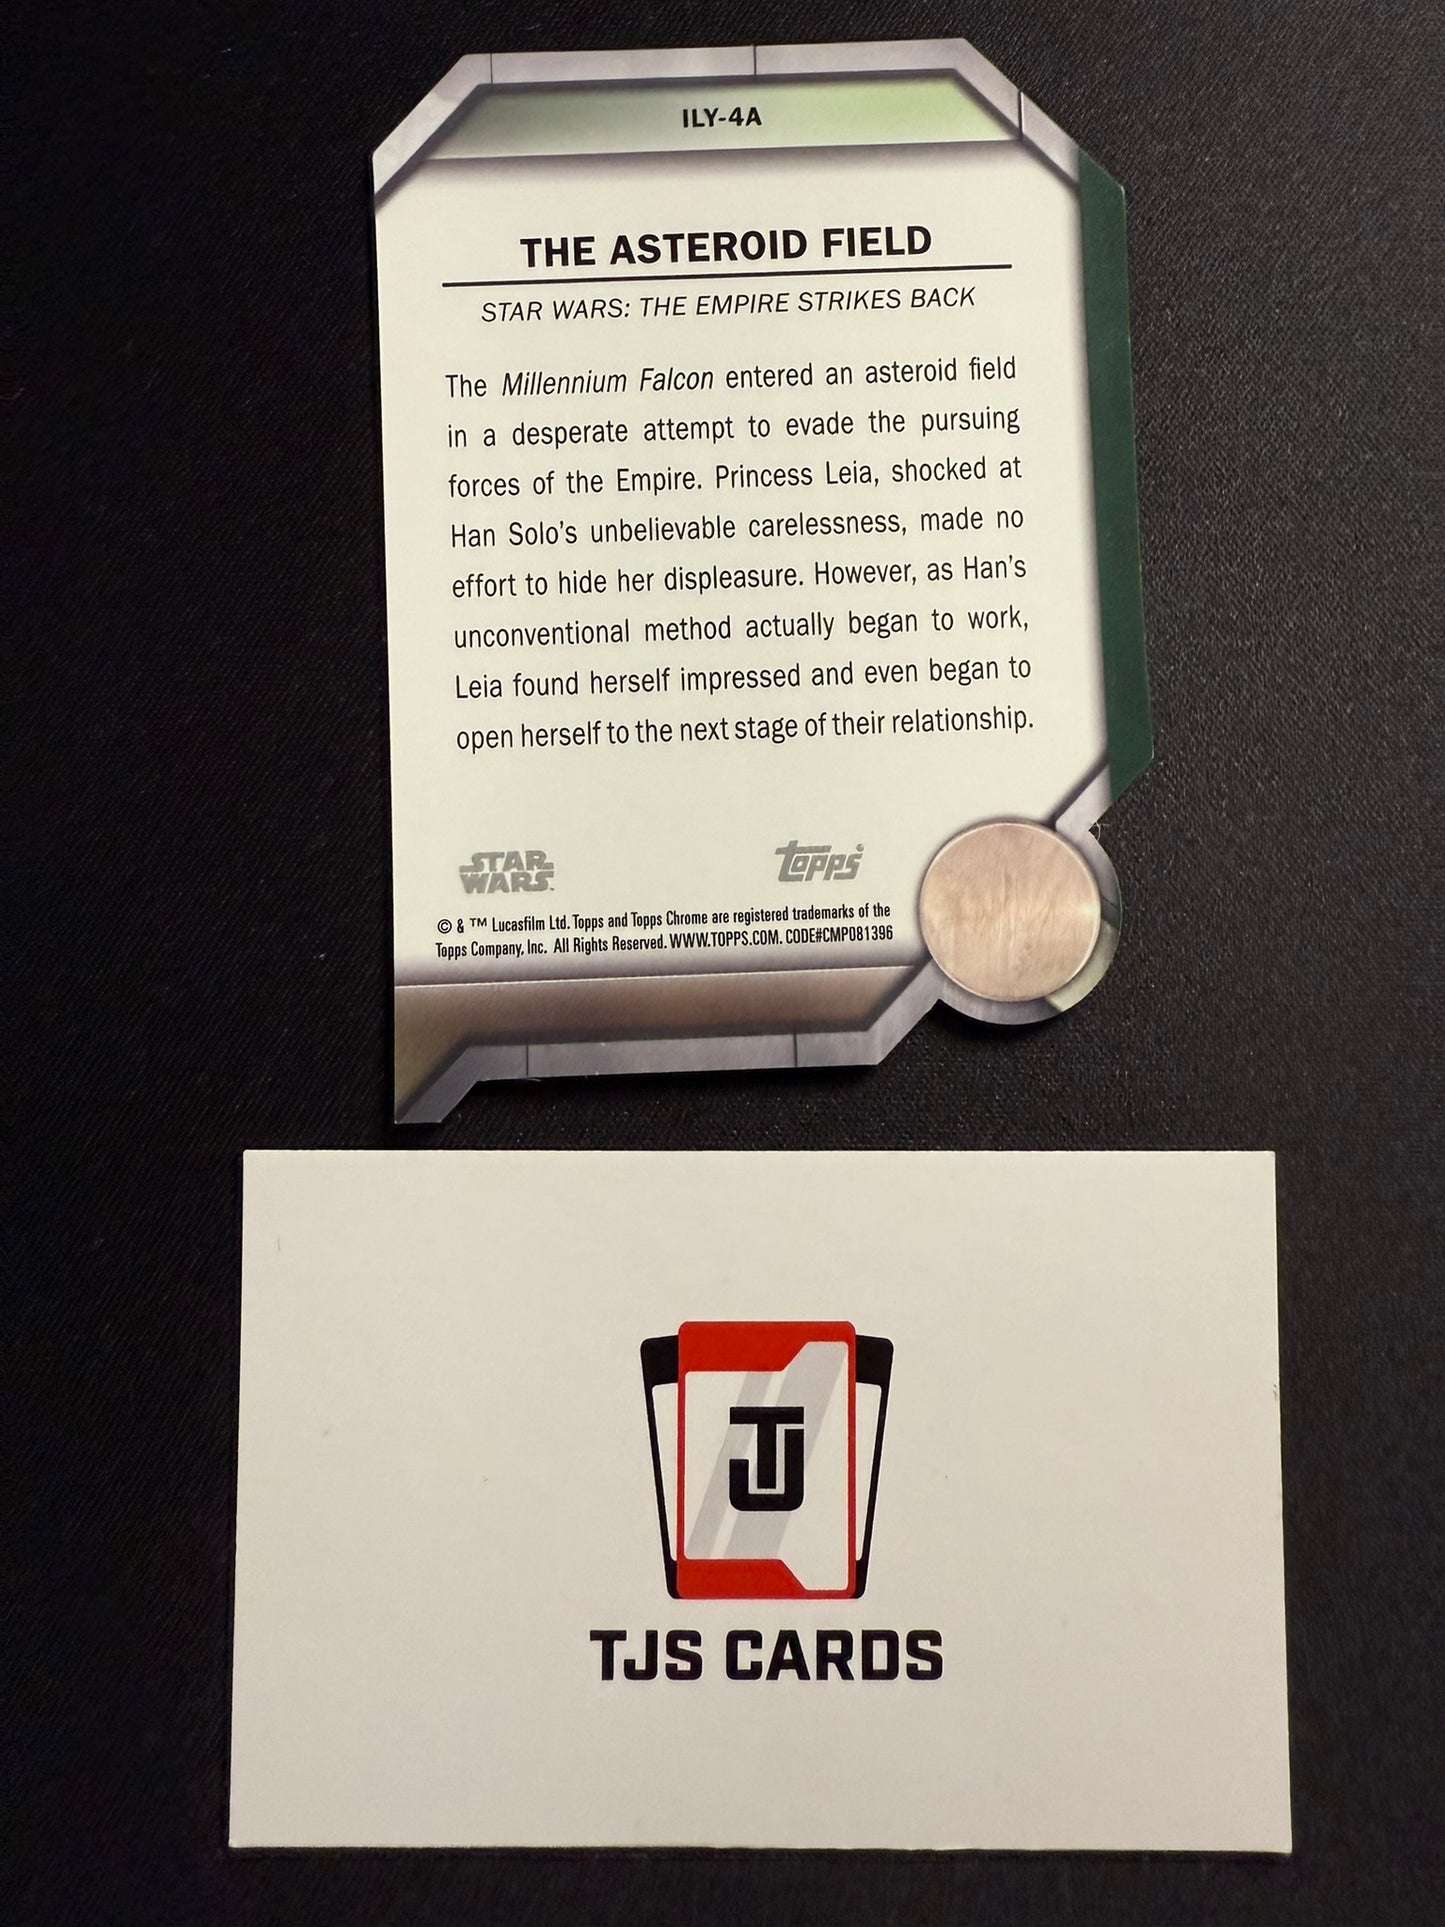 ILY-4A
THE ASTEROID FIELD
STAR WARS: THE EMPIRE STRIKES BACK
The Millennium Falcon entered an asteroid field
in a desperate attempt to evade the pursuing
forces of the Empire. Princess Leia, shocked at
Han Solo's unbelievable carelessness, made no
effort to hide her displeasure. However, as Han's
unconventional method actually began to work,
Leia found herself impressed and even began to
open herself to the next stage of their relationship.
STAR
WARS
Topps®
© & ™ Lucasfilm Ltd. Topps and Topps Chrome are registered trademarks of the
Topps Company, Inc. All Rights Reserved. WWW.TOPPS.COM. CODE#CMP081396
TJ
TJS CARDS